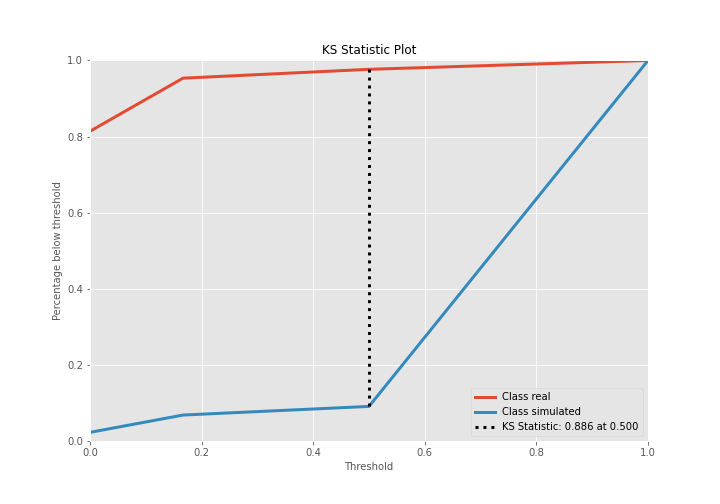 KS Statistic Plot
1.0
0.8
0.6
0.4
0.2
0.0
Percentage below threshold
0.0 0.2 0.4 0.6 0.8 1.0
Threshold
Class real
Class simulated
KS Statistic: 0.886 at 0.500